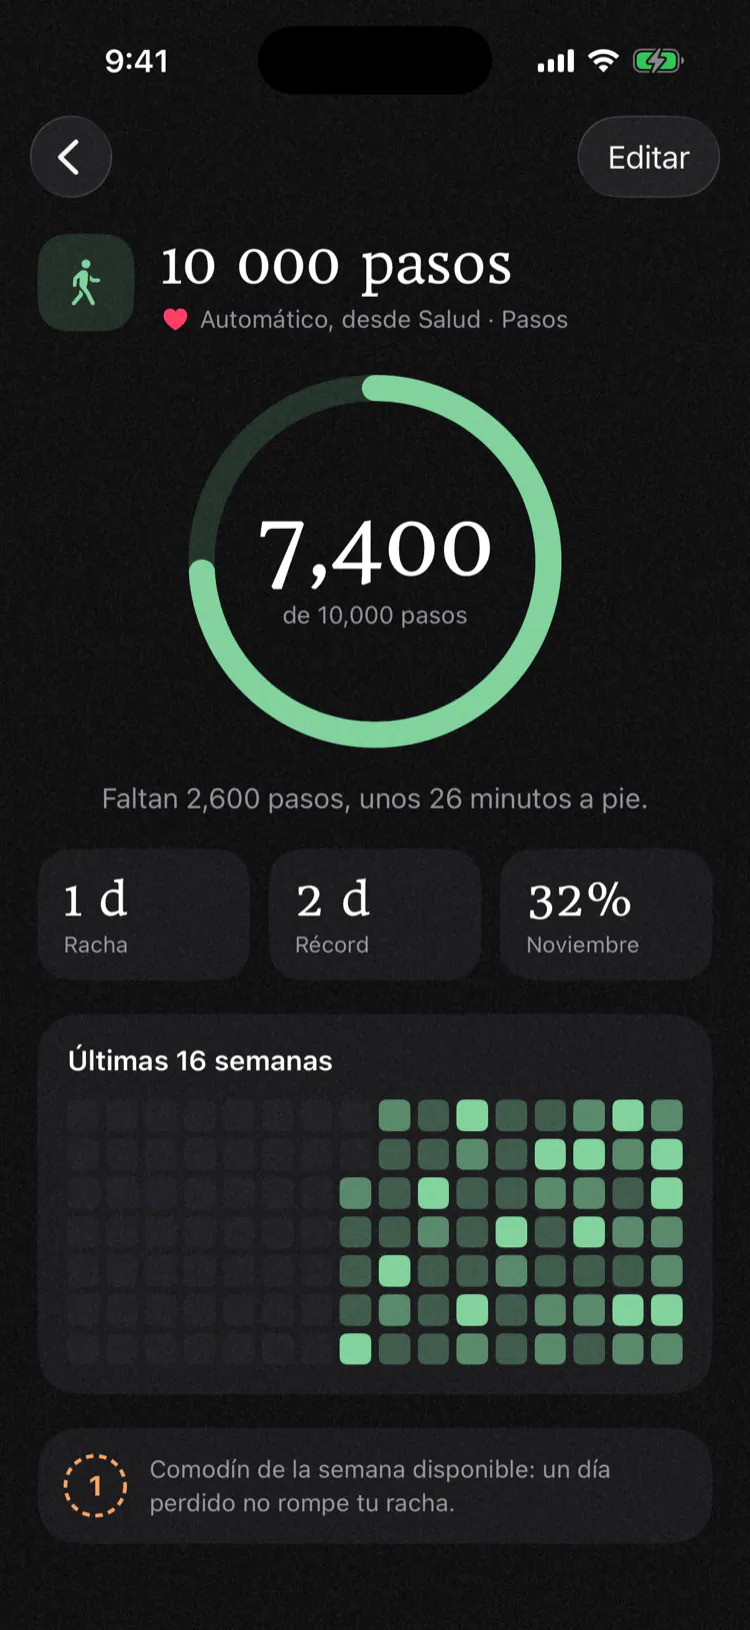 9:41
Editar
10 000 pasos
Automático, desde Salud · Pasos
7,400
de 10,000 pasos
Faltan 2,600 pasos, unos 26 minutos a pie.
1 d
Racha
2 d
Récord
32%
Noviembre
Últimas 16 semanas
1
Comodín de la semana disponible: un día
perdido no rompe tu racha.